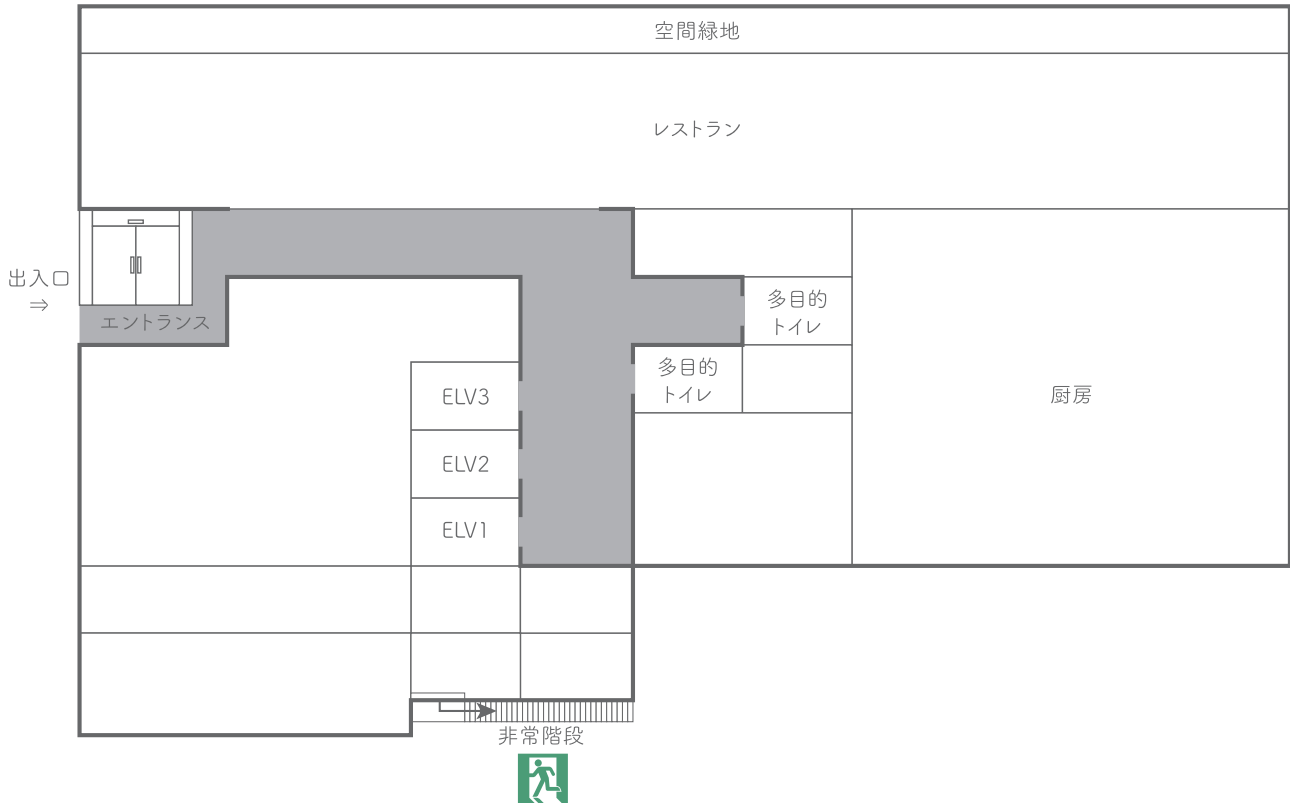 空間緑地
レストラン
出入口
⇒
エントランス
多目的
トイレ
多目的
トイレ
厨房
ELV3
ELV2
ELV1
非常階段